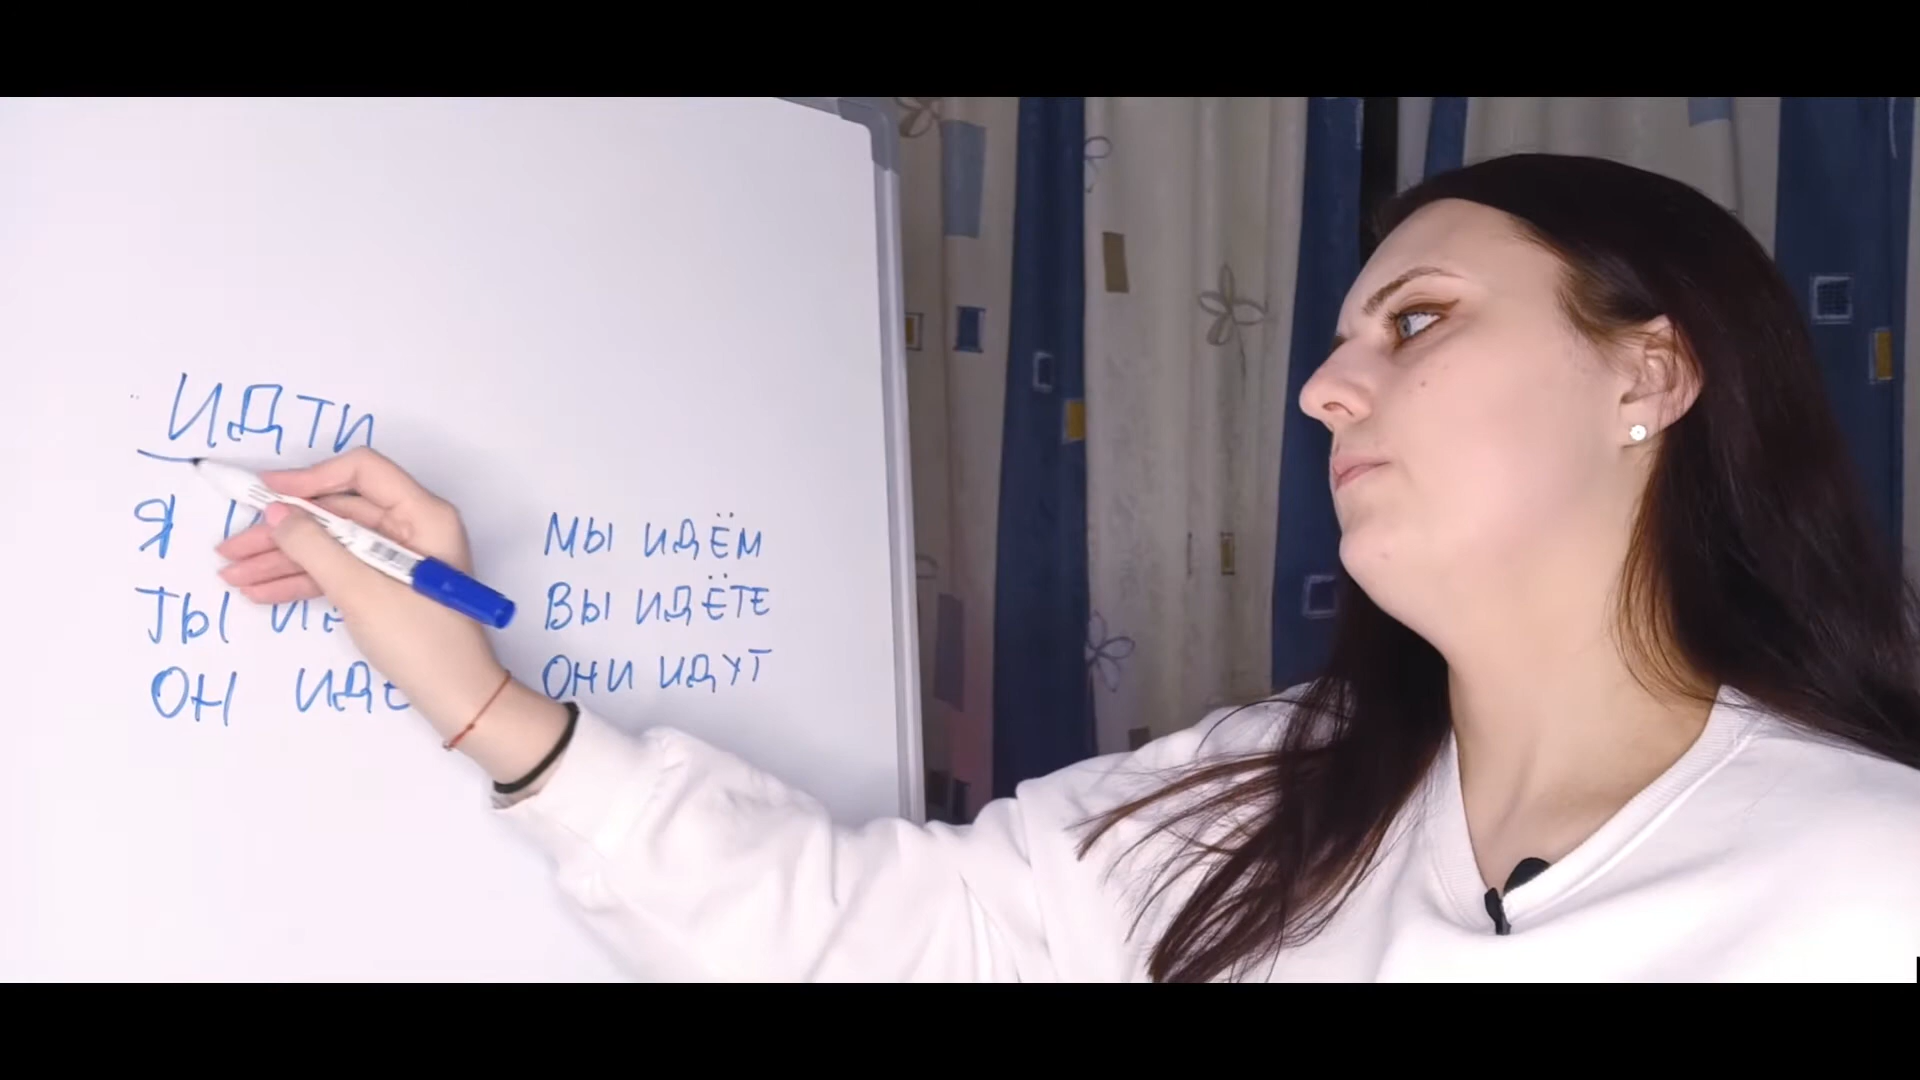 ИДТИ
Я
ТЫ
ОН
МЫ ИДЁМ
ВЫ ИДЁТЕ
ОНИ ИДУТ